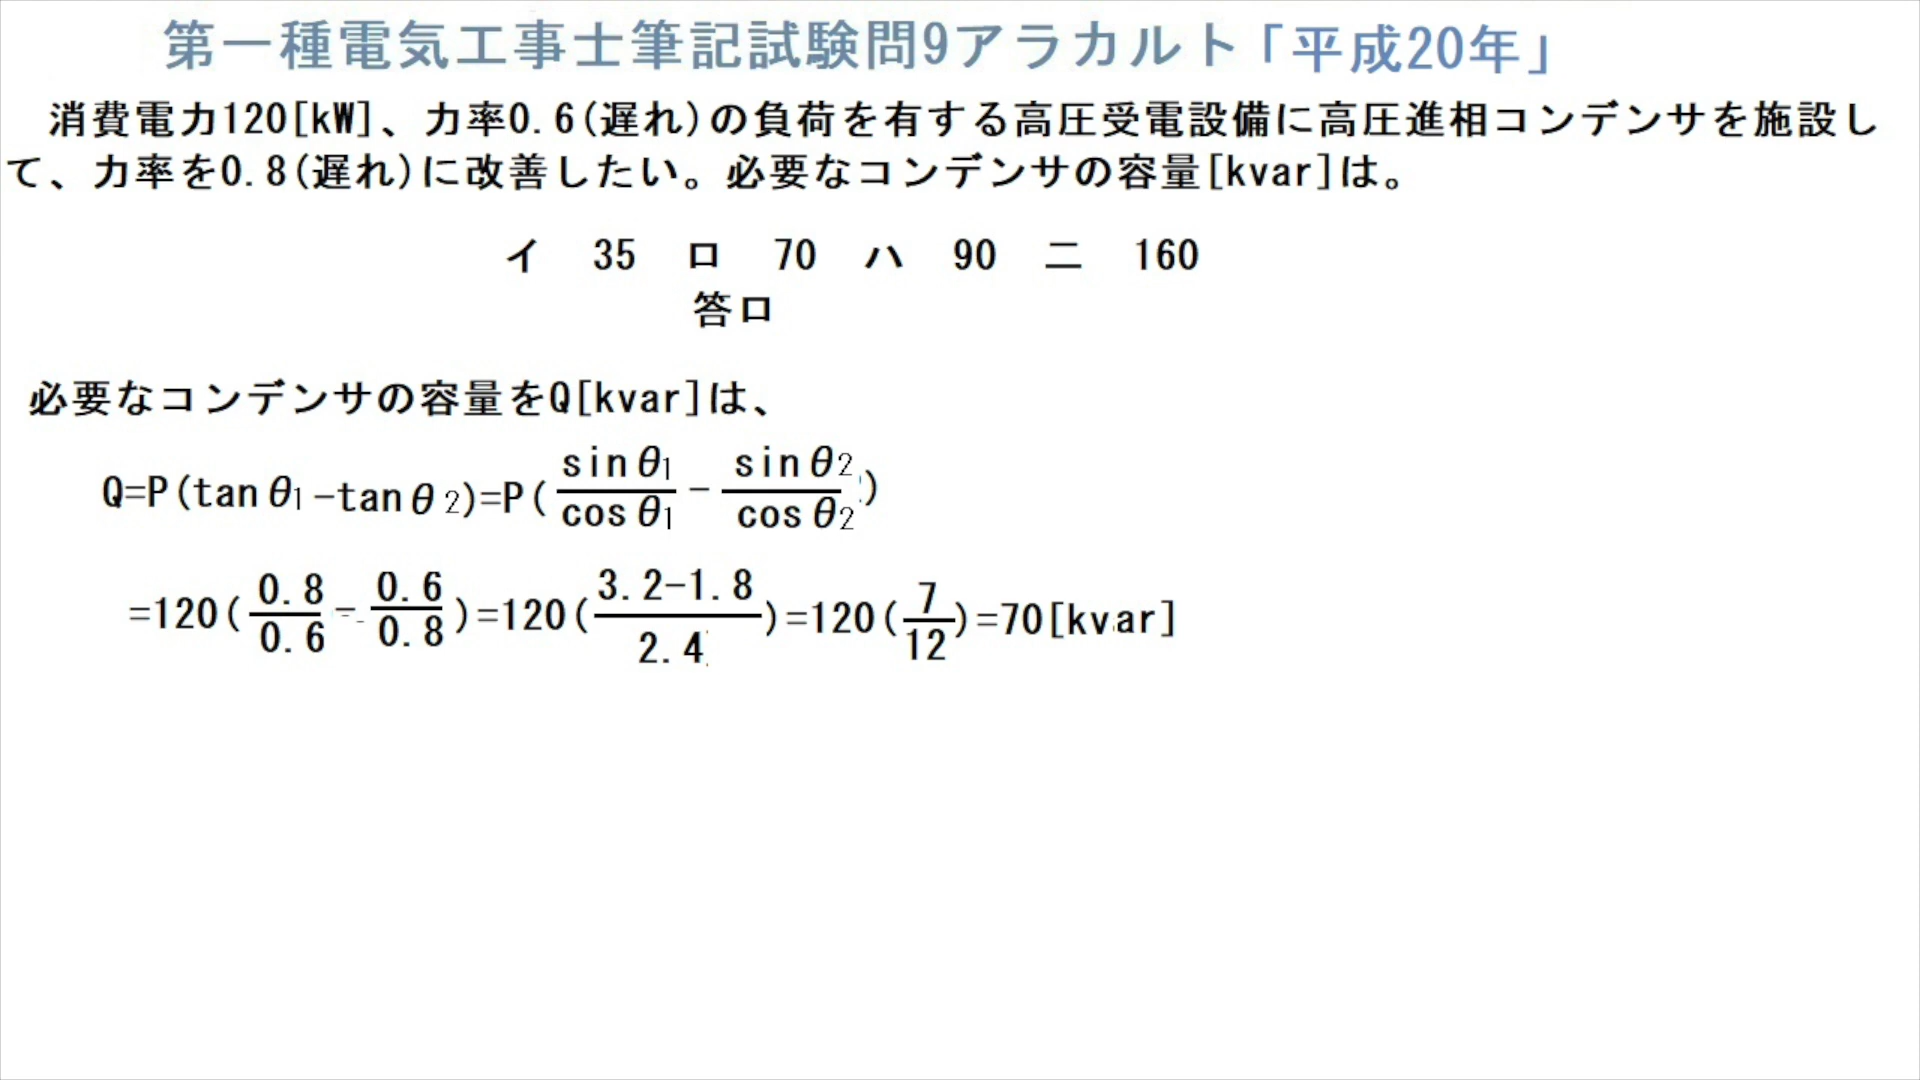 第一種電気工事士筆記試験問9アラカルト「平成20年」
消費電力120[kW]、力率0.6(遅れ)の負荷を有する高圧受電設備に高圧進相コンデンサを施設し
て、力率を0.8(遅れ)に改善したい。必要なコンデンサの容量[kvar]は。
イ 35 ロ 70 ハ 90 ニ 160
答ロ
必要なコンデンサの容量をQ[kvar]は、
Q=P(tanθ1-tanθ2)=P(sinθ1/cosθ1 - sinθ2/cosθ2)
=120(0.8/0.6-0.6/0.8)=120(3.2-1.8/2.4)=120(7/12)=70[kvar]